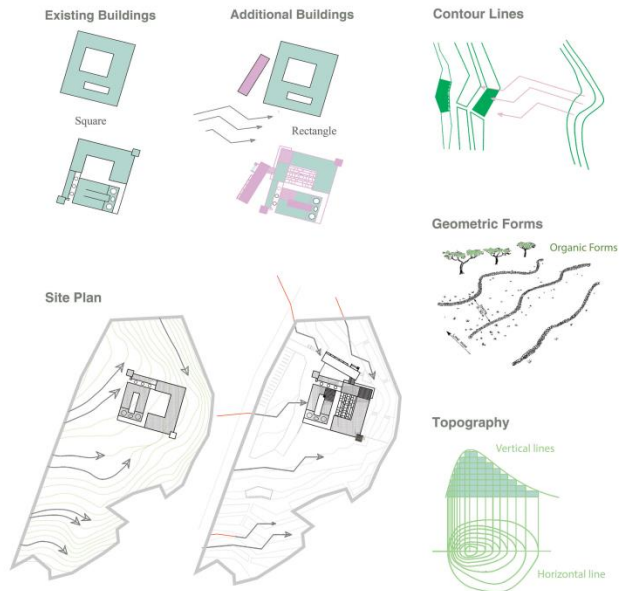 Existing Buildings
Additional Buildings
Contour Lines
Square
Rectangle
Geometric Forms
Organic Forms
Site Plan
Topography
Vertical lines
Horizontal line